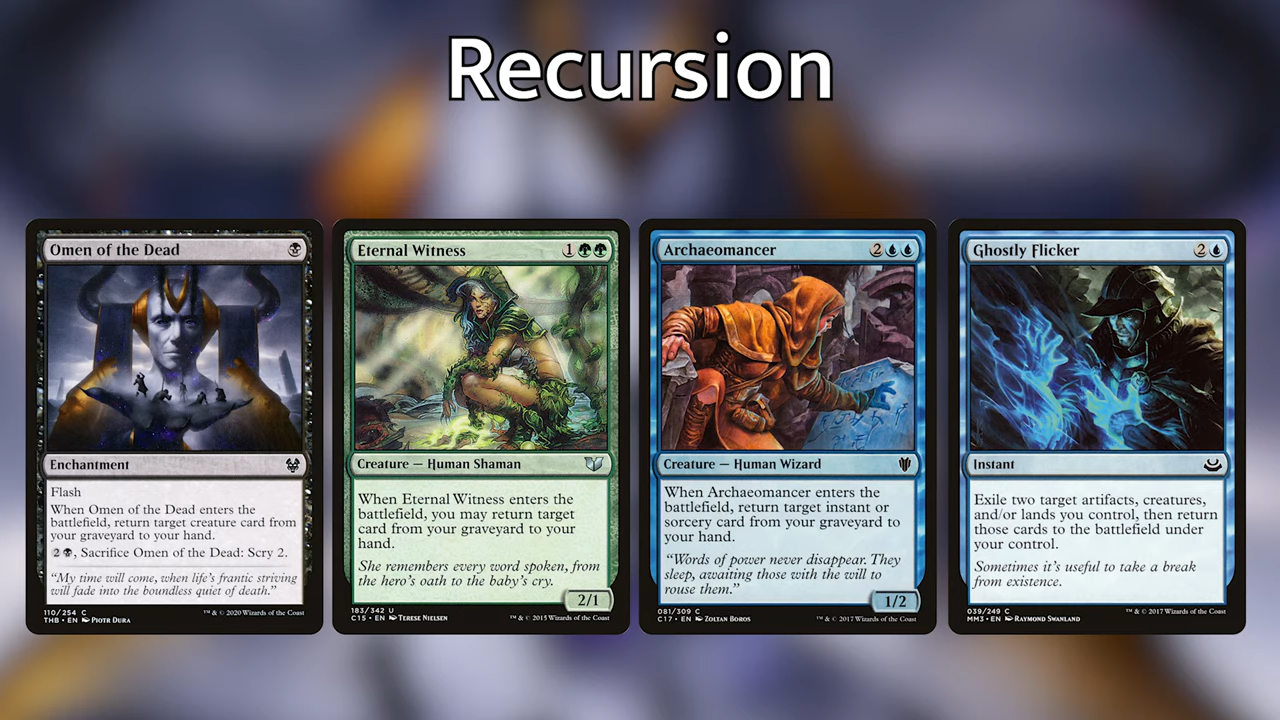 Recursion
Omen of the Dead
Enchantment
Flash
When Omen of the Dead enters the
battlefield, return target creature card from
your graveyard to your hand.
2, Sacrifice Omen of the Dead: Scry 2.
“My time will come, when life’s frantic striving
will fade into the boundless quiet of death.”
110/254 C
THB • EN Piotr Dura
™ & © 2020 Wizards of the Coast
Eternal Witness 1
Creature — Human Shaman
When Eternal Witness enters the
battlefield, you may return target
card from your graveyard to your
hand.
She remembers every word spoken, from
the hero’s oath to the baby’s cry.
2/1
183/342 U
C15 • EN Terese Nielsen
™ & © 2015 Wizards of the Coast
Archaeomancer 2
Creature — Human Wizard
When Archaeomancer enters the
battlefield, return target instant or
sorcery card from your graveyard to
your hand.
“Words of power never disappear. They
sleep, awaiting those with the will to
rouse them.”
1/2
081/309 C
C17 • EN Zoltan Boros
™ & © 2017 Wizards of the Coast
Ghostly Flicker 2
Instant
Exile two target artifacts, creatures,
and/or lands you control, then return
those cards to the battlefield under
your control.
Sometimes it’s useful to take a break
from existence.
039/249 C
MM3 • EN Raymond Swanland
™ & © 2017 Wizards of the Coast